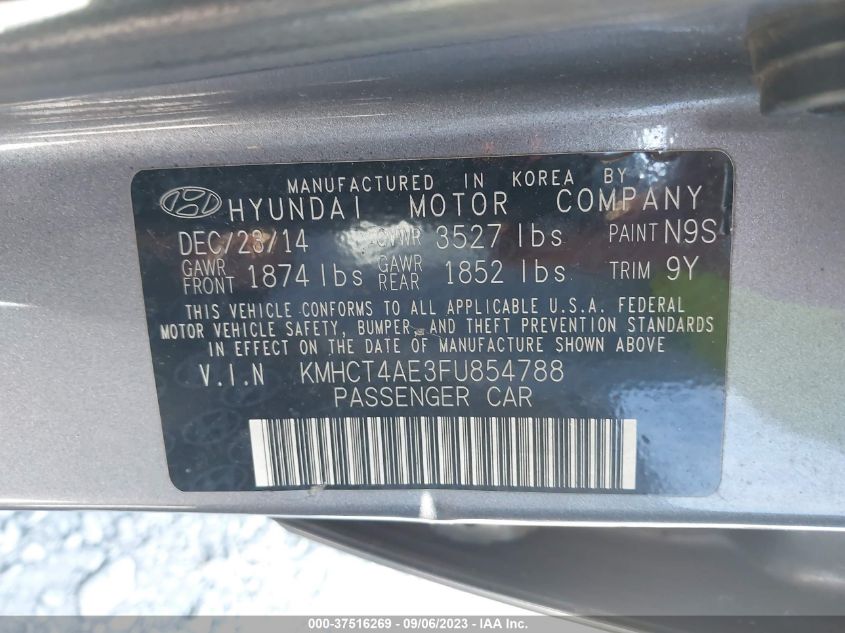 MANUFACTURED IN KOREA BY
HYUNDAI MOTOR COMPANY
DEC/23/14 GVWR 3527 lbs PAINT N9S
GAWR FRONT 1874 lbs GAWR REAR 1852 lbs TRIM 9Y
THIS VEHICLE CONFORMS TO ALL APPLICABLE U.S.A. FEDERAL
MOTOR VEHICLE SAFETY, BUMPER, AND THEFT PREVENTION STANDARDS
IN EFFECT ON THE DATE OF MANUFACTURE SHOWN ABOVE
V.I.N KMHCT4AE3FU854788
PASSENGER CAR
000-37516269 - 09/06/2023 - IAA Inc.